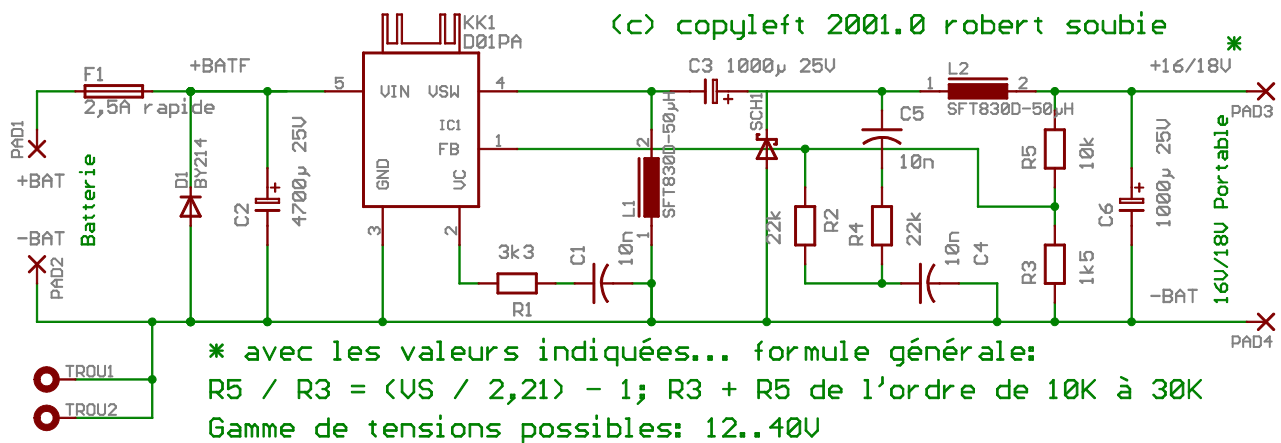 (c) copyleft 2001.0 robert soubie
KK1
D01PA
*
F1
+BATF
2,5A rapide
5
VIN
VSW
4
IC1
FB
1
GND
VC
3
2
C3
1000µ 25V
L2
1
2
SFT830D-50µH
+16/18V
PAD3
PAD1
+BAT
Batterie
-BAT
PAD2
D1
BY214
C2
4700µ 25V
3k3
R1
C1
10n
L1
2
1
SFT830D-50µH
SCH1
C5
10n
22k
R2
R4
22k
10n
C4
R5
10k
R3
1k5
C6
1000µ 25V
16V/18V Portable
-BAT
PAD4
TROU1
TROU2
* avec les valeurs indiquées... formule générale:
R5 / R3 = (VS / 2,21) - 1; R3 + R5 de l'ordre de 10K à 30K
Gamme de tensions possibles: 12..40V